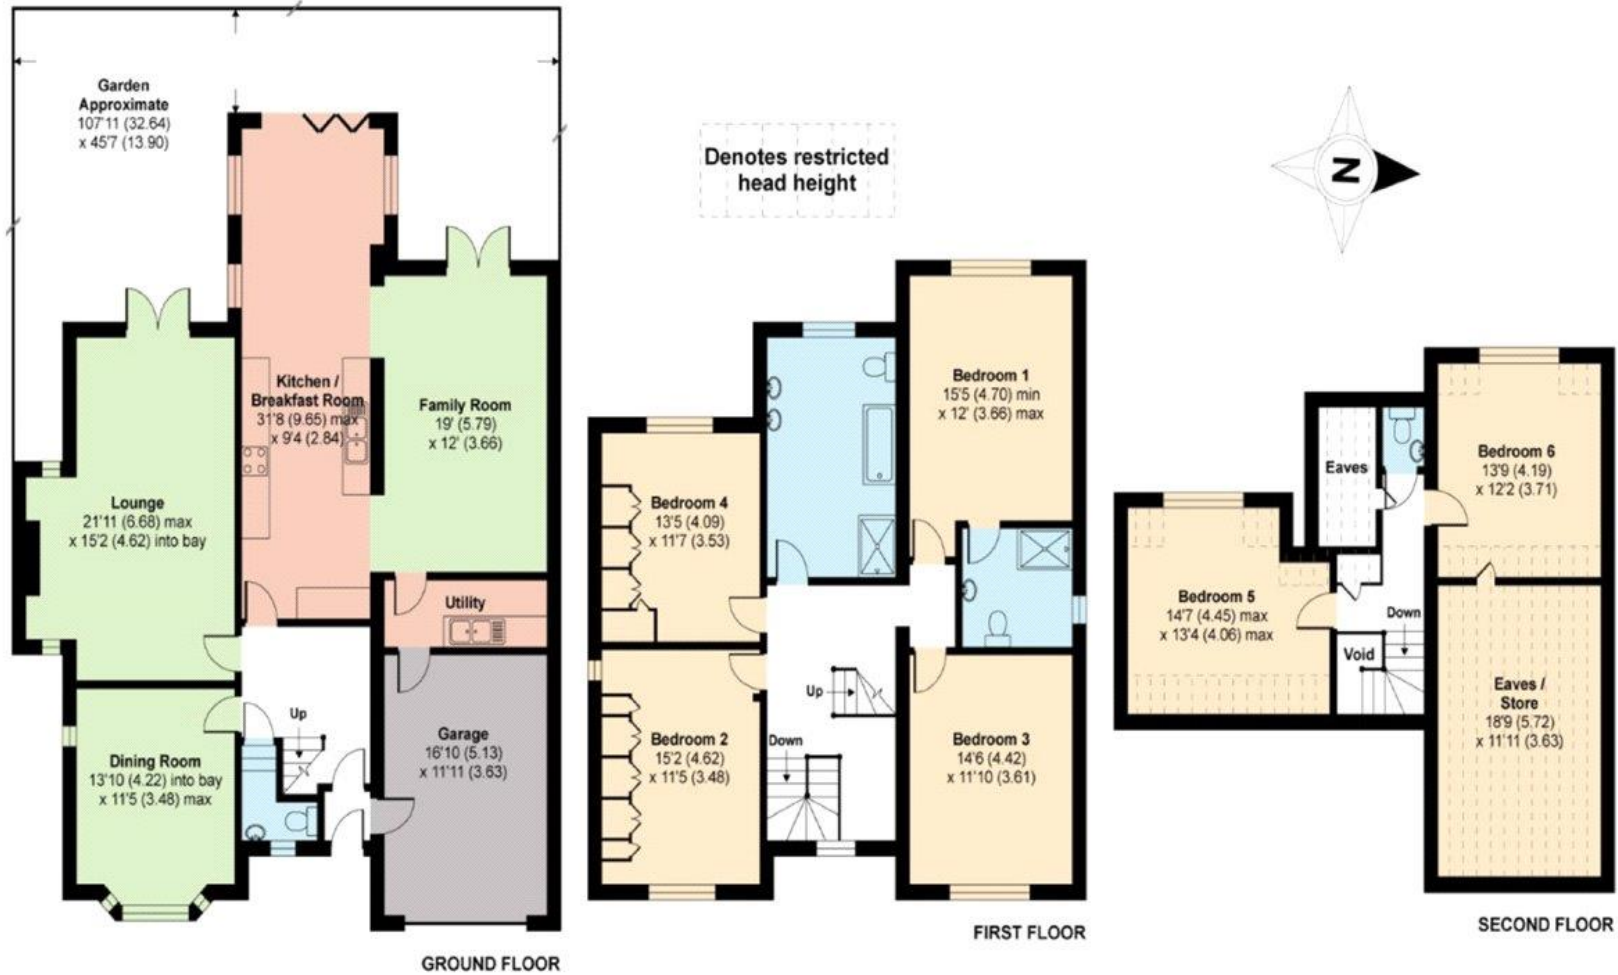 Garden
Approximate
107'11 (32.64)
x 45'7 (13.90)
Kitchen /
Breakfast Room
31'8 (9.65) max
x 9'4 (2.84)
Family Room
19' (5.79)
x 12' (3.66)
Lounge
21'11 (6.68) max
x 15'2 (4.62) into bay
Utility
Up
Dining Room
13'10 (4.22) into bay
x 11'5 (3.48) max
Garage
16'10 (5.13)
x 11'11 (3.63)
GROUND FLOOR
Denotes restricted
head height
Bedroom 1
15'5 (4.70) min
x 12' (3.66) max
Bedroom 4
13'5 (4.09)
x 11'7 (3.53)
Up
Bedroom 2
15'2 (4.62)
x 11'5 (3.48)
Down
Bedroom 3
14'6 (4.42)
x 11'10 (3.61)
FIRST FLOOR
N
Eaves
Bedroom 6
13'9 (4.19)
x 12'2 (3.71)
Bedroom 5
14'7 (4.45) max
x 13'4 (4.06) max
Down
Void
Eaves /
Store
18'9 (5.72)
x 11'11 (3.63)
SECOND FLOOR